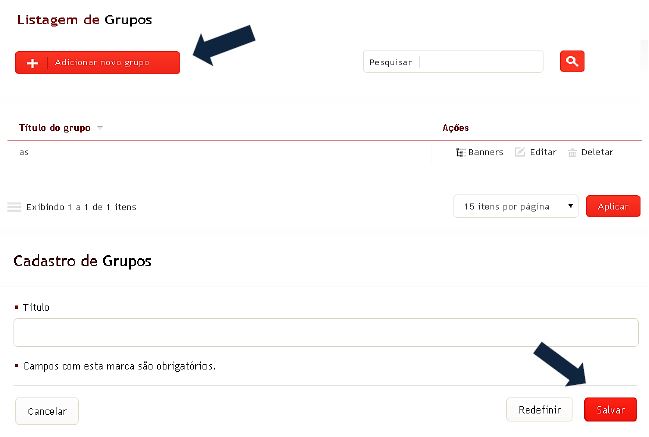 Listagem de Grupos
Adicionar novo grupo
Pesquisar
Título do grupo
Ações
as
Banners
Editar
Deletar
Exibindo 1 a 1 de 1 itens
15 itens por página
Aplicar
Cadastro de Grupos
Título
Campos com esta marca são obrigatórios.
Cancelar
Redefinir
Salvar